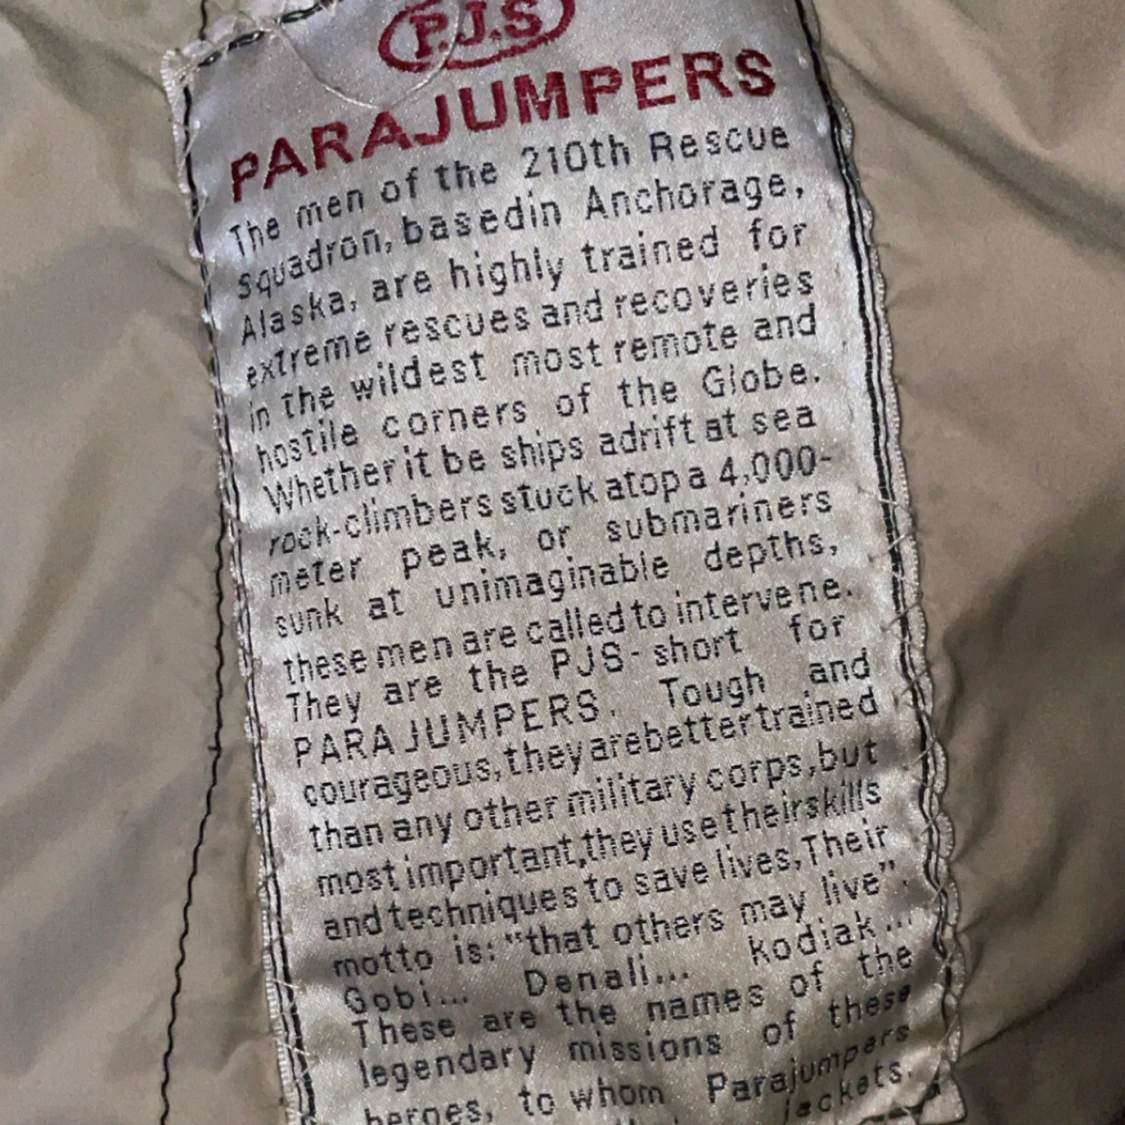 P.J.S
PARAJUMPERS
The men of the 210th Rescue
Squadron, basedin Anchorage,
Alaska, are highly trained for
extreme rescues and recoveries
in the wildest most remote and
hostile corners of the Globe.
Whether it be ships adrift at sea
rock-climbers stuck atop a 4,000-
meter peak, or submariners
sunk at unimaginable depths,
these men are called to intervene.
They are the PJS- short for
PARAJUMPERS. Tough and
courageous, they are better trained
than any other military corps, but
most important, they use their skills
and techniques to save lives, Their
motto is: "that others may live".
Gobi... Denali... kodiak...
These are the names of the
legendary missions of these
heroes, to whom Parajumpers
jackets.